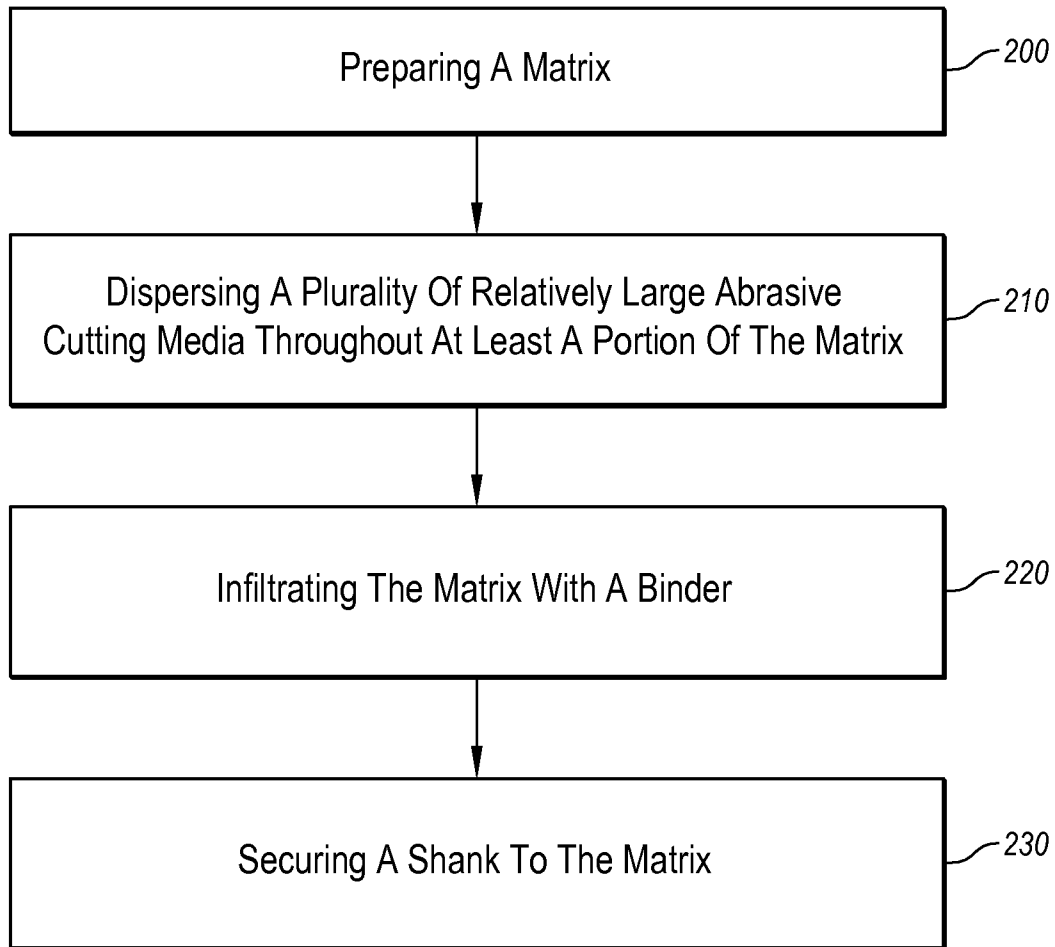 Preparing A Matrix
200
Dispersing A Plurality Of Relatively Large Abrasive
Cutting Media Throughout At Least A Portion Of The Matrix
210
Infiltrating The Matrix With A Binder
220
Securing A Shank To The Matrix
230